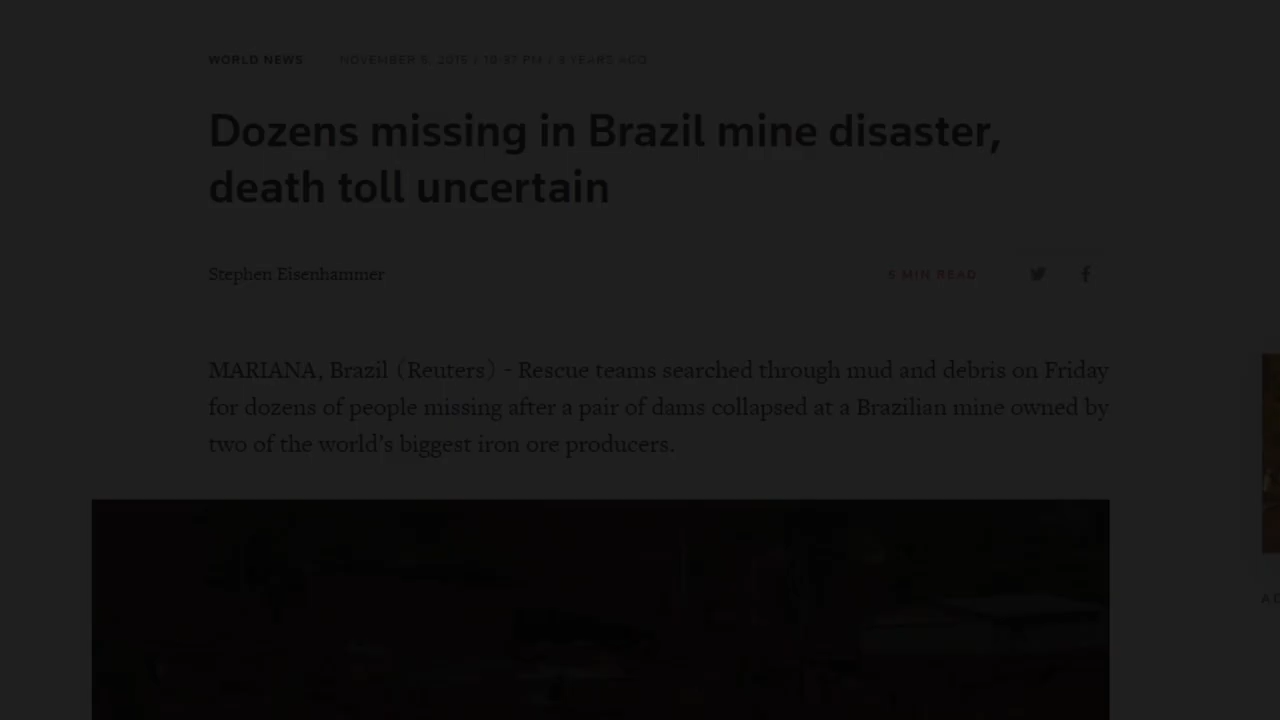 WORLD NEWS NOVEMBER 5, 2015 / 10:37 PM / 3 YEARS AGO
Dozens missing in Brazil mine disaster,
death toll uncertain
Stephen Eisenhammer
5 MIN READ
MARIANA, Brazil (Reuters) - Rescue teams searched through mud and debris on Friday
for dozens of people missing after a pair of dams collapsed at a Brazilian mine owned by
two of the world's biggest iron ore producers.